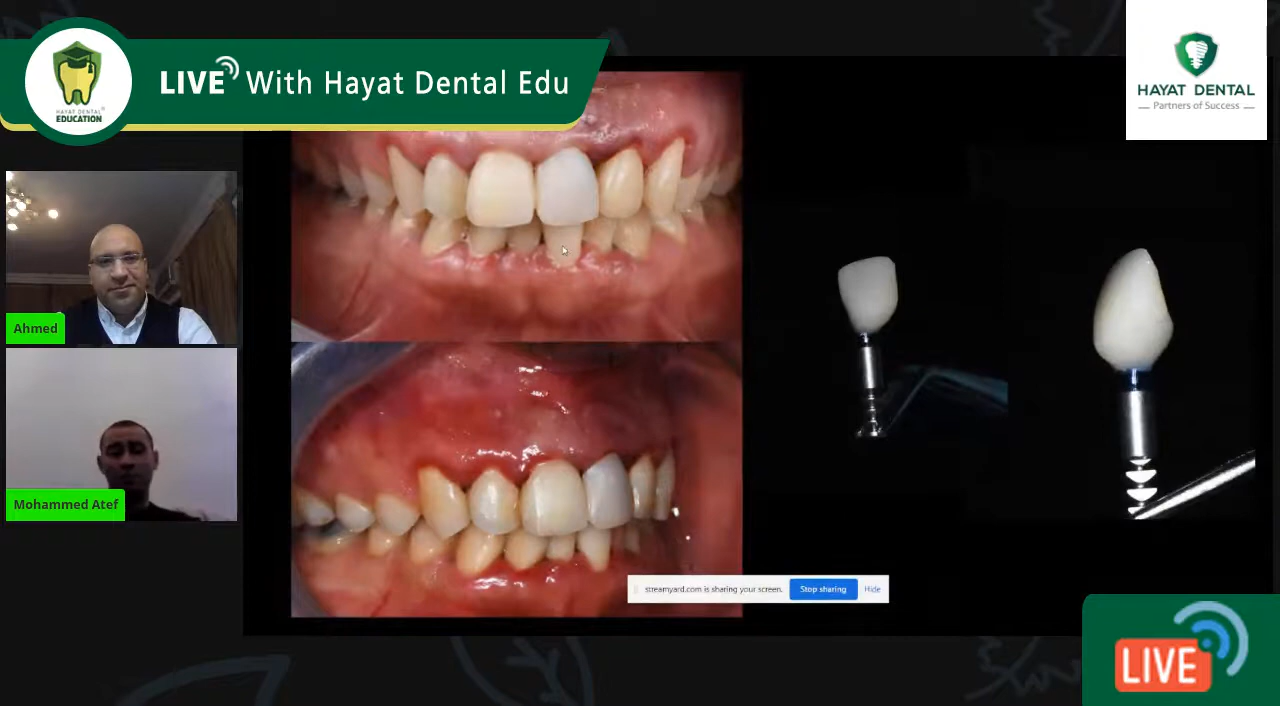 LIVE With Hayat Dental Edu
HAYAT DENTAL
EDUCATION
HAYAT DENTAL
Partners of Success
Ahmed
Mohammed Atef
streamyard.com is sharing your screen.
Stop sharing
Hide
LIVE